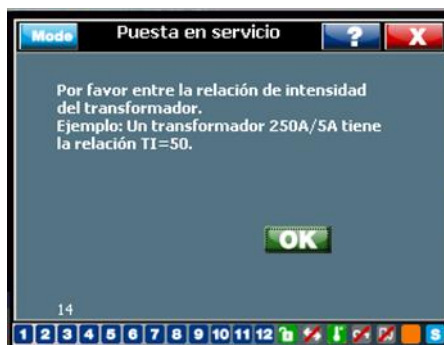 Mode Puesta en servicio ? X
Por favor entre la relación de intensidad
del transformador.
Ejemplo: Un transformador 250A/5A tiene
la relación TI=50.
OK
14
1 2 3 4 5 6 7 8 9 10 11 12 S